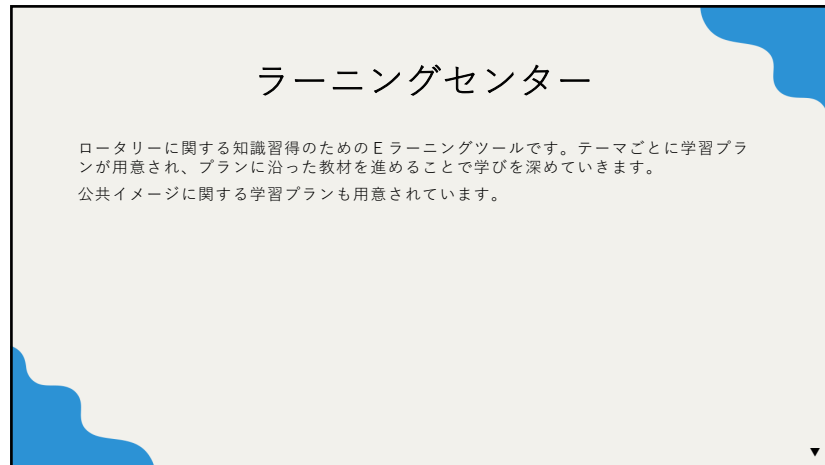 ラーニングセンター
ロータリーに関する知識習得のためのEラーニングツールです。テーマごとに学習プラ
ンが用意され、プランに沿った教材を進めることで学びを深めていきます。
公共イメージに関する学習プランも用意されています。
▼